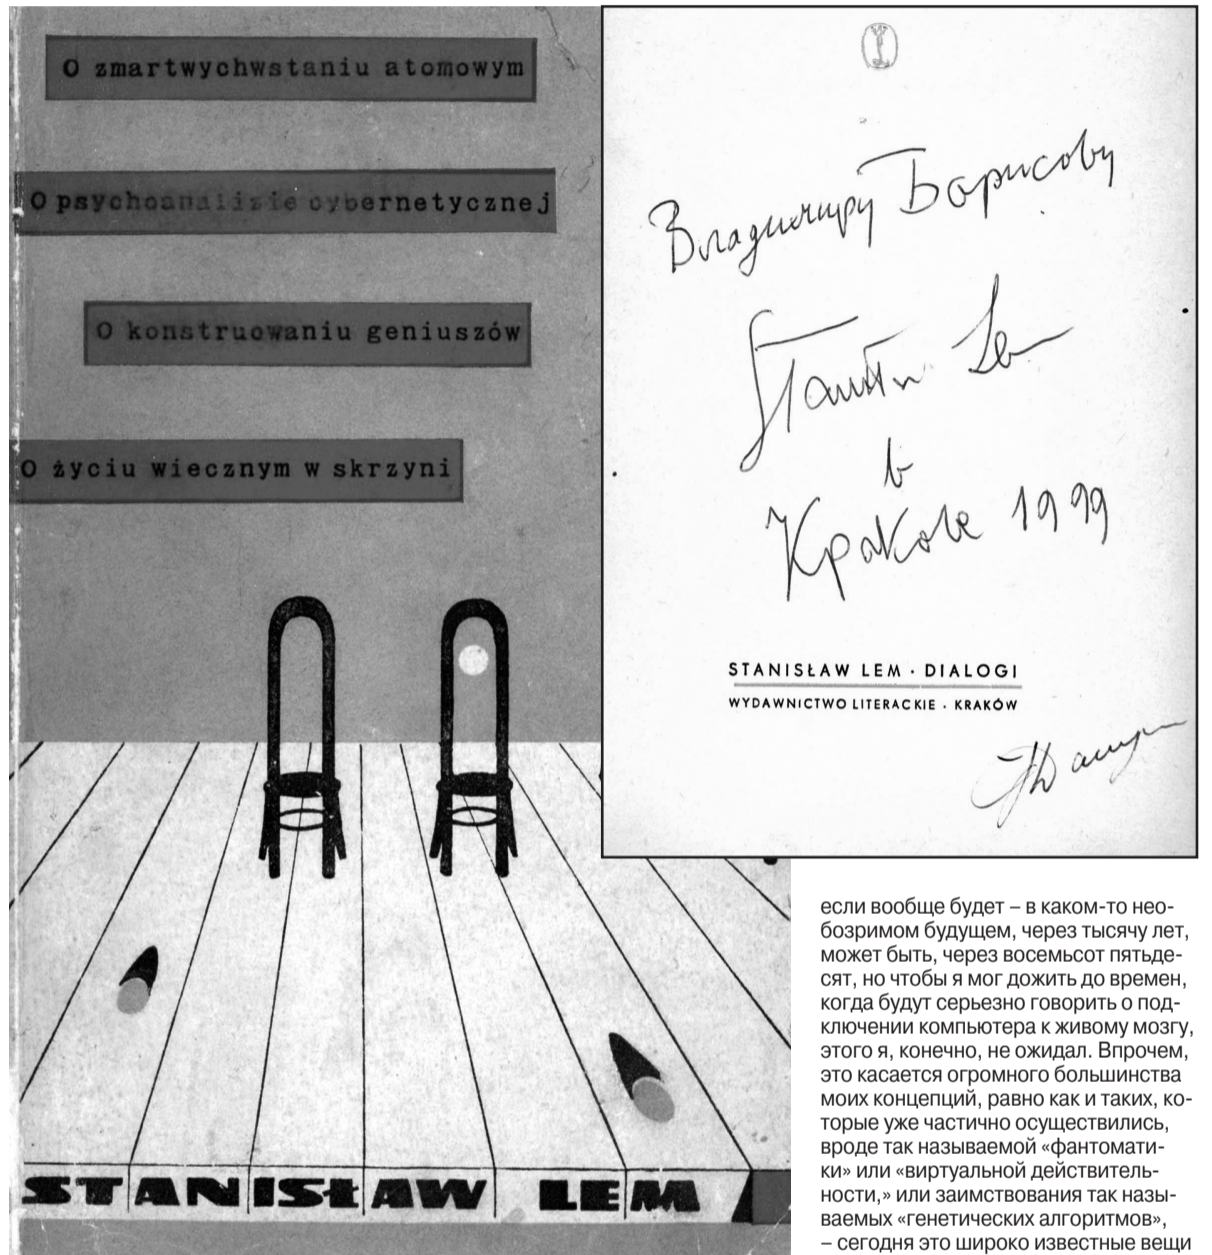 O zmartwychwstaniu atomowym
O psychoanalizie cybernetycznej
O konstruowaniu geniuszów
O życiu wiecznym w skrzyni
STANISŁAW LEM
Владимиру Борисову
Lem
в
Кракове 1999
STANISŁAW LEM · DIALOGI
WYDAWNICTWO LITERACKIE · KRAKÓW
если вообще будет – в каком-то нео-
бозримом будущем, через тысячу лет,
может быть, через восемьсот пятьде-
сят, но чтобы я мог дожить до времен,
когда будут серьезно говорить о под-
ключении компьютера к живому мозгу,
этого я, конечно, не ожидал. Впрочем,
это касается огромного большинства
моих концепций, равно как и таких, ко-
торые уже частично осуществились,
вроде так называемой «фантомати-
ки» или «виртуальной действитель-
ности,» или заимствования так назы-
ваемых «генетических алгоритмов»,
– сегодня это широко известные вещи